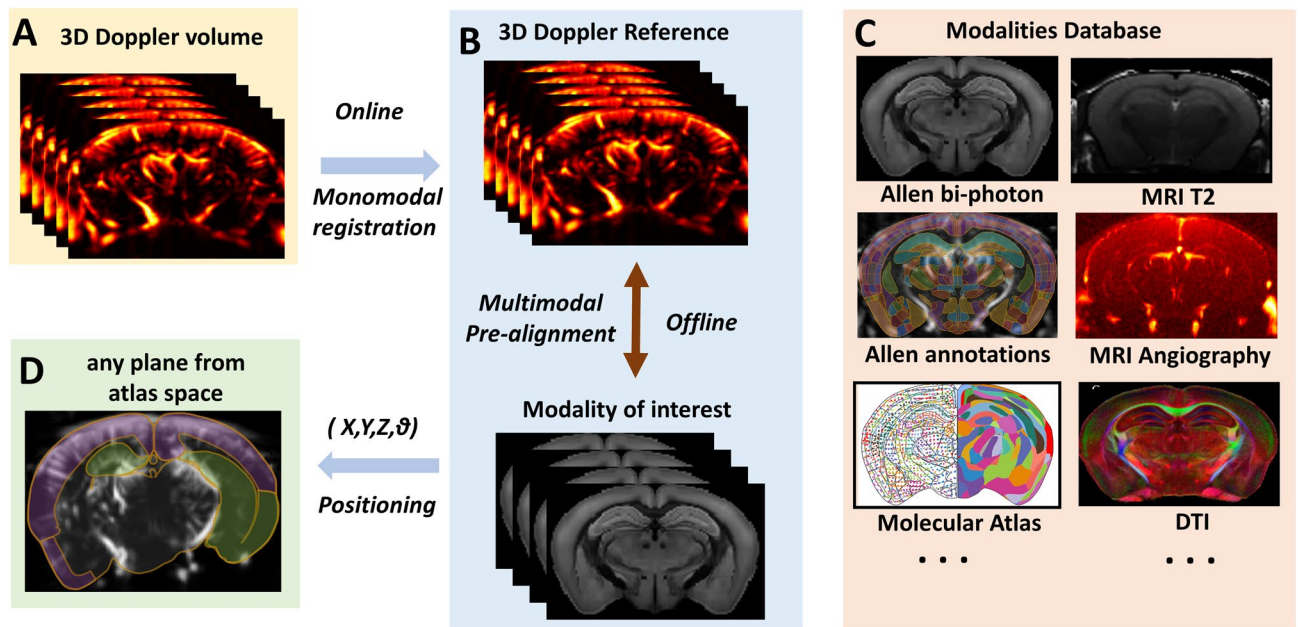 A
3D Doppler volume
Online
Monomodal
registration
B
3D Doppler Reference
Multimodal
Pre-alignment
Offline
Modality of interest
C
Modalities Database
Allen bi-photon
MRI T2
Allen annotations
MRI Angiography
Molecular Atlas
DTI
. . .
. . .
D
any plane from
atlas space
( X,Y,Z,ϑ)
Positioning